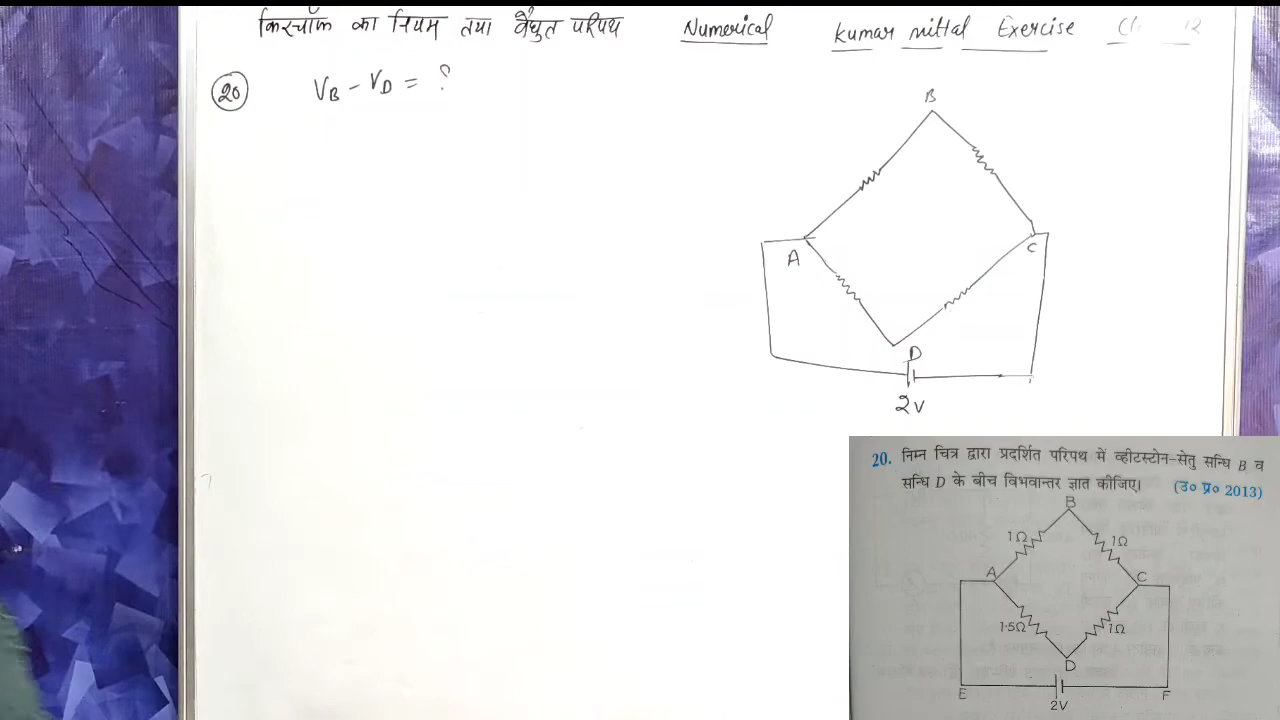 किरचॉफ का नियम तथा वैधुत परिपथ Numerical Kumar mittal Exercise
20 VB - VD = ?
B
A
C
D
2V
20. निम्न चित्र द्वारा प्रदर्शित परिपथ में व्हीटस्टोन-सेतु सन्धि B व
सन्धि D के बीच विभवान्तर ज्ञात कीजिए। (उ० प्र० 2013)
B
1Ω 1Ω
A C
1·5Ω 1Ω
D
E F
2V